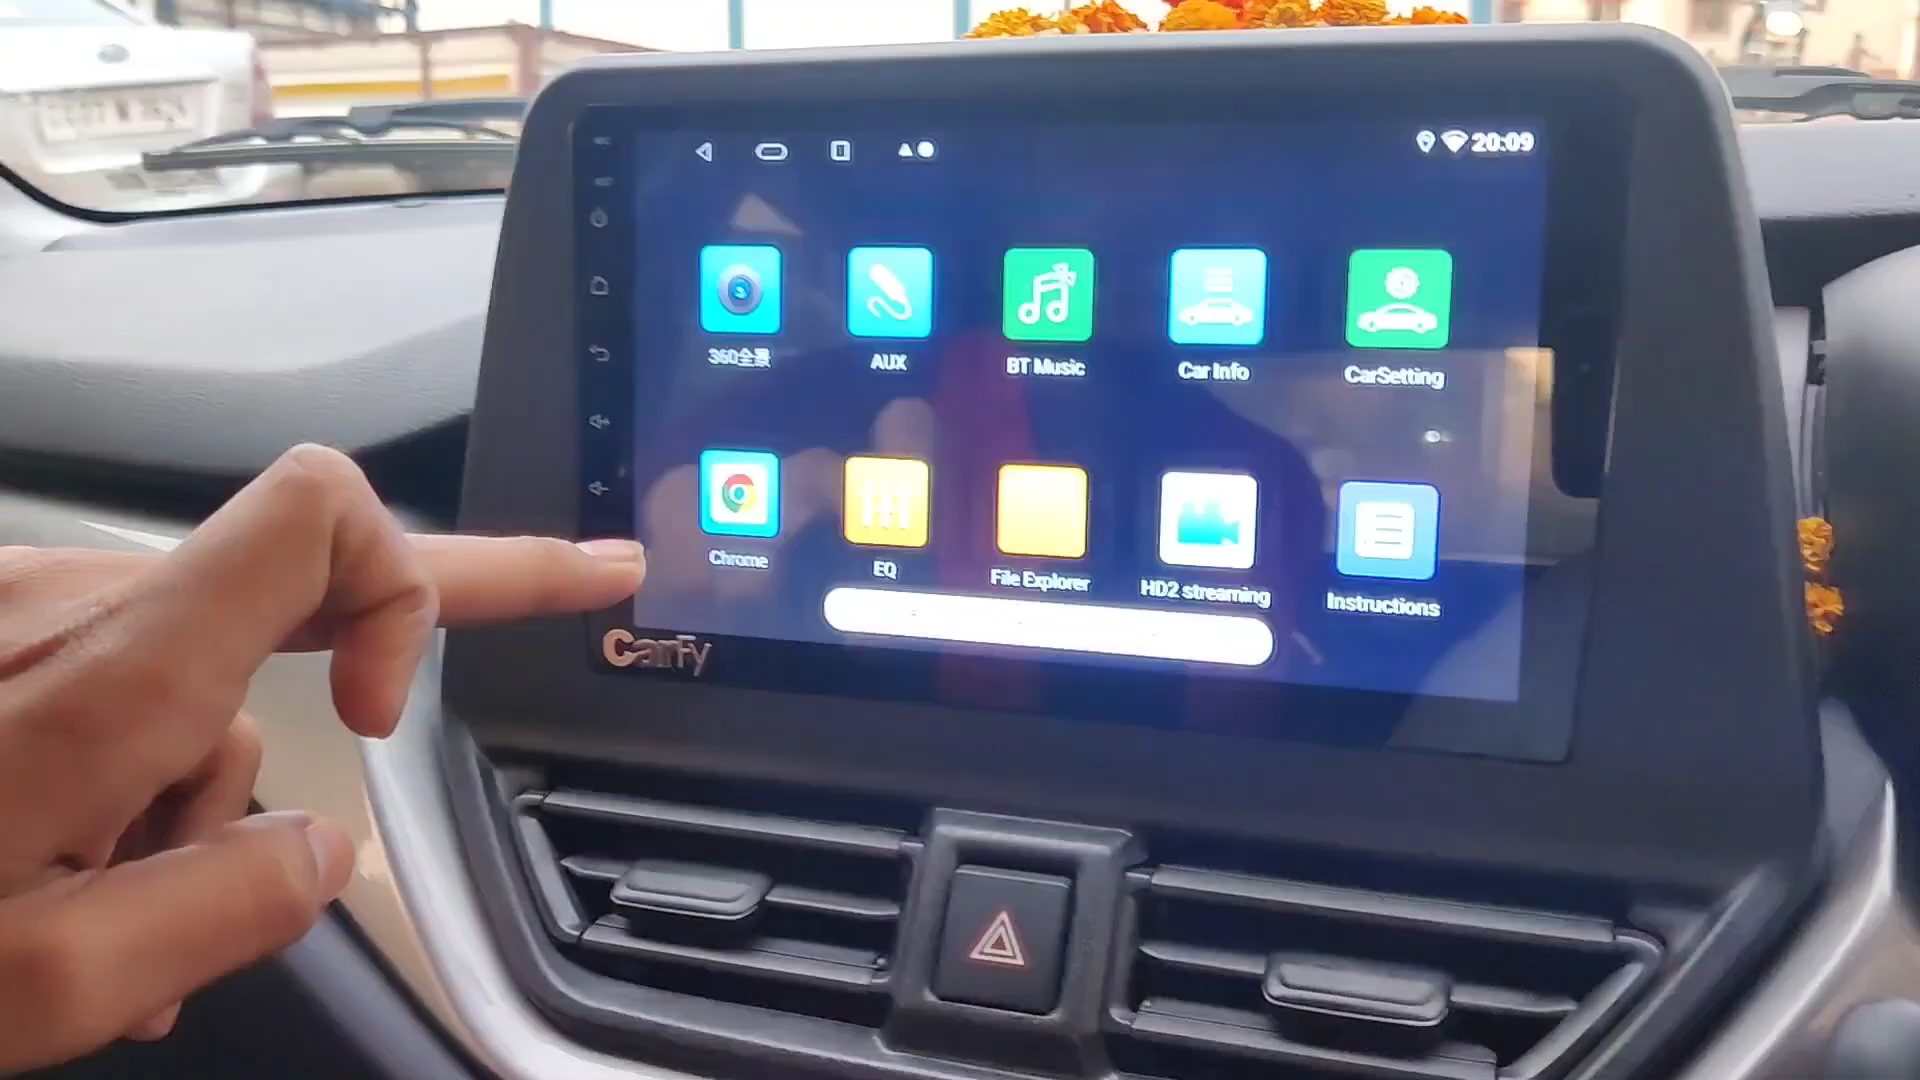 20:09
360全景
AUX
BT Music
Car Info
CarSetting
Chrome
EQ
File Explorer
HD2 streaming
Instructions
CarFy